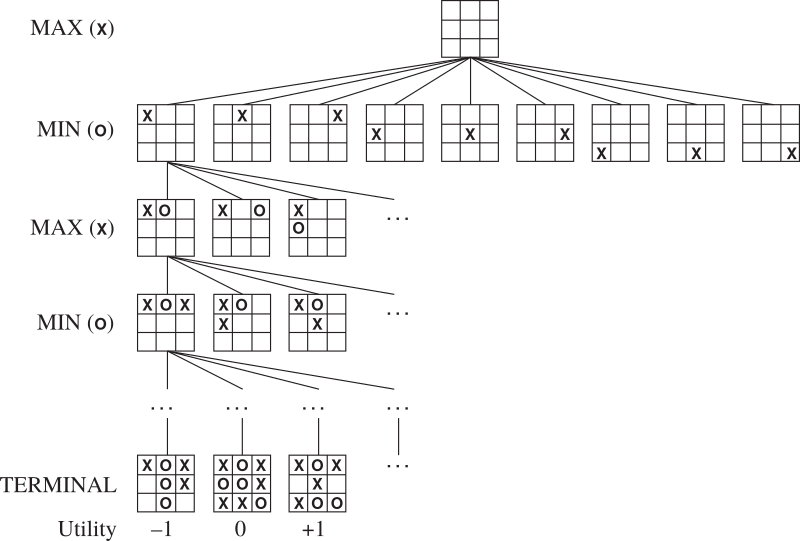 MAX (X)
MIN (O)
X X X
X X X
X X X
MAX (X)
X O X O X
O
...
MIN (O)
X O X X O X O
X X
...
... ... ... ...
TERMINAL
X O X X O X X O X
O X O O X X
O X X O X O O
...
Utility –1 0 +1